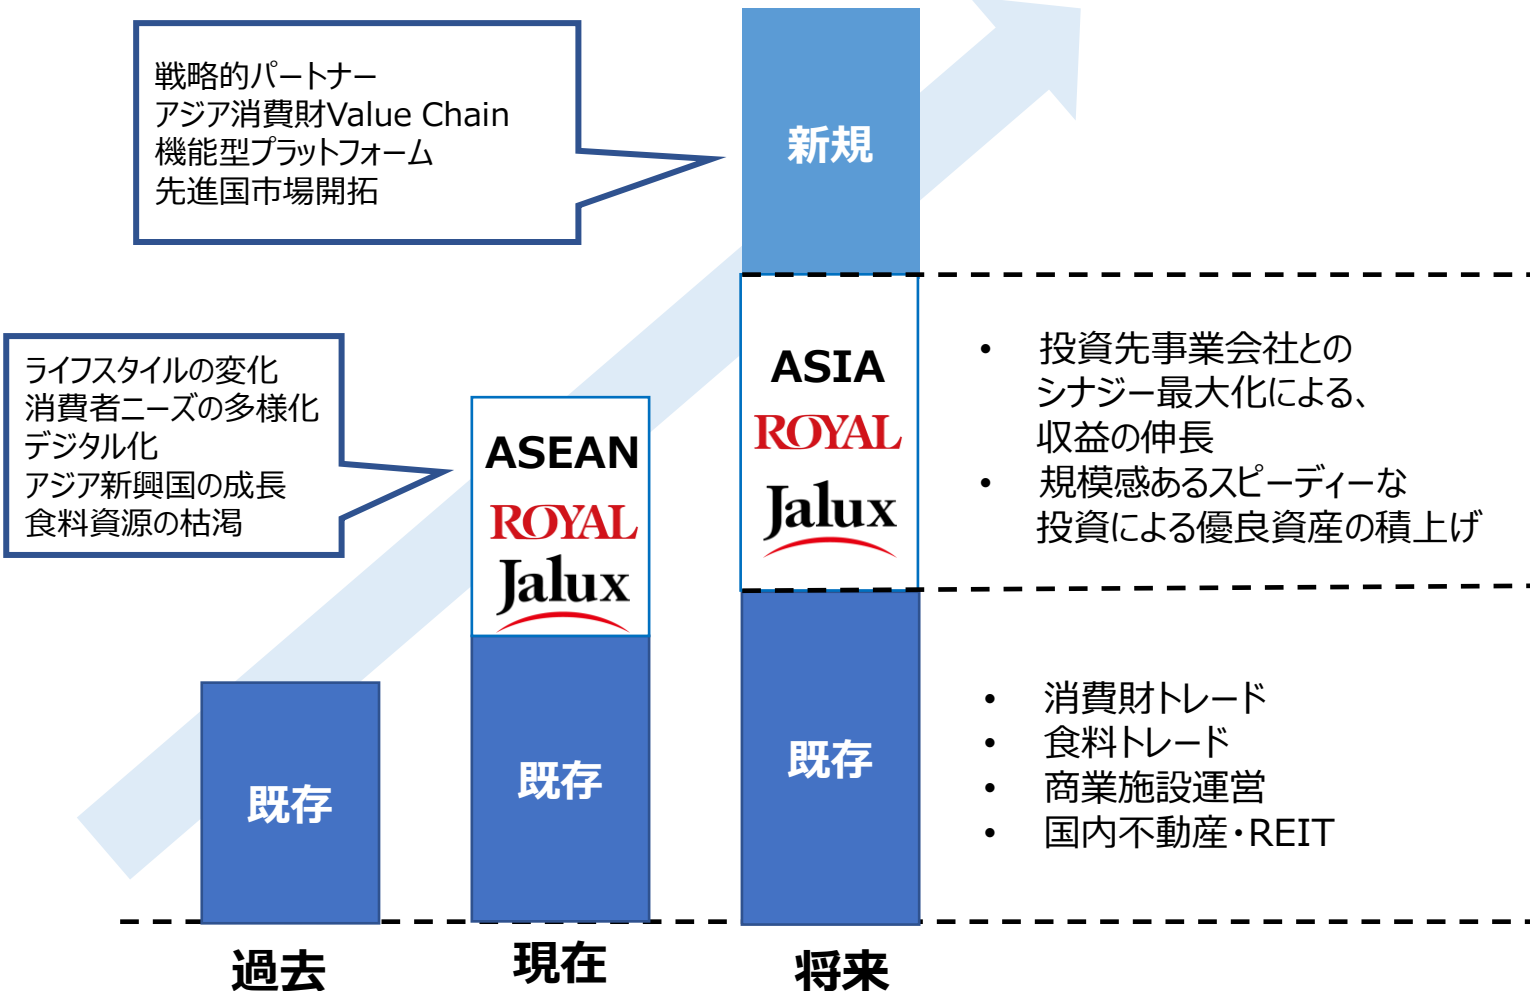 戦略的パートナー
アジア消費財Value Chain
機能型プラットフォーム
先進国市場開拓
新規
ライフスタイルの変化
消費者ニーズの多様化
デジタル化
アジア新興国の成長
食料資源の枯渇
ASEAN
ROYAL
Jalux
ASIA
ROYAL
Jalux
• 投資先事業会社との
シナジー最大化による、
収益の伸長
• 規模感あるスピーディーな
投資による優良資産の積上げ
既存
既存
既存
• 消費財トレード
• 食料トレード
• 商業施設運営
• 国内不動産・REIT
過去
現在
将来